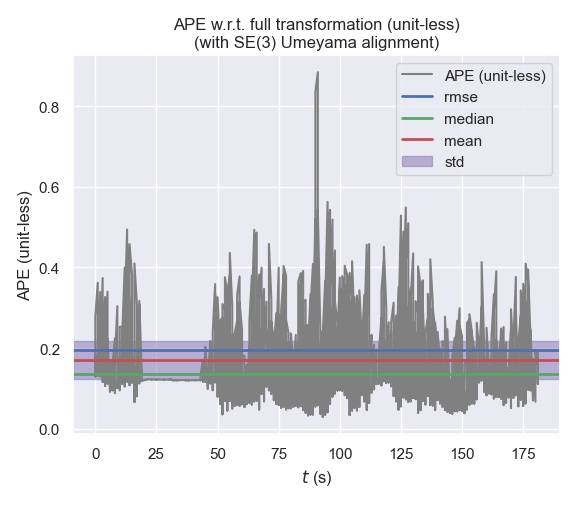 APE w.r.t. full transformation (unit-less)
(with SE(3) Umeyama alignment)
APE (unit-less)
rmse
median
mean
std
APE (unit-less)
0.8
0.6
0.4
0.2
0.0
0 25 50 75 100 125 150 175
t (s)